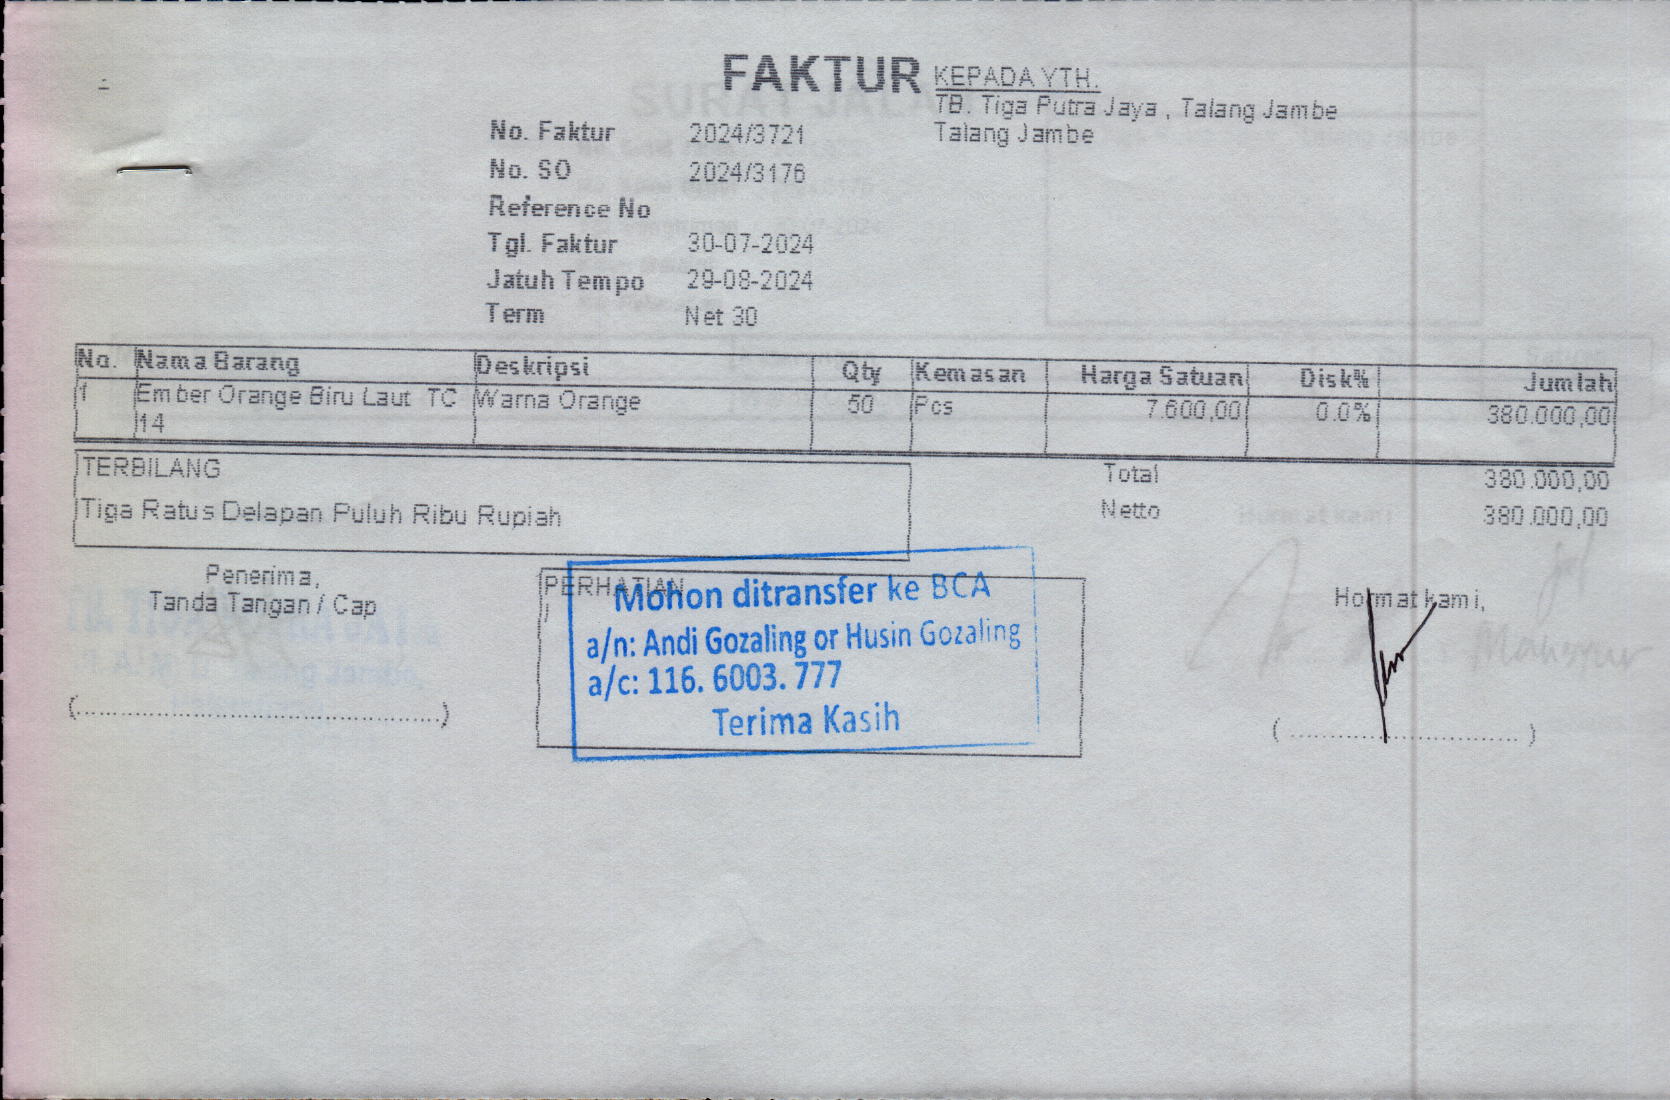 FAKTUR
KEPADA YTH.
TB. Tiga Putra Jaya , Talang Jambe
Talang Jambe
No. Faktur 2024/3721
No. SO 2024/3176
Reference No
Tgl. Faktur 30-07-2024
Jatuh Tempo 29-08-2024
Term Net 30
No. Nama Barang Deskripsi Qty Kemasan Harga Satuan Disk% Jumlah
1 Ember Orange Biru Laut TC Warna Orange 50 Pcs 7.600,00 0.0% 380.000,00
14
TERBILANG
Tiga Ratus Delapan Puluh Ribu Rupiah
Total 380.000,00
Netto 380.000,00
Penerima,
Tanda Tangan / Cap
(............................................)
PERHATIAN
!
Mohon ditransfer ke BCA
a/n: Andi Gozaling or Husin Gozaling
a/c: 116. 6003. 777
Terima Kasih
Hormat kami,
( .............................. )